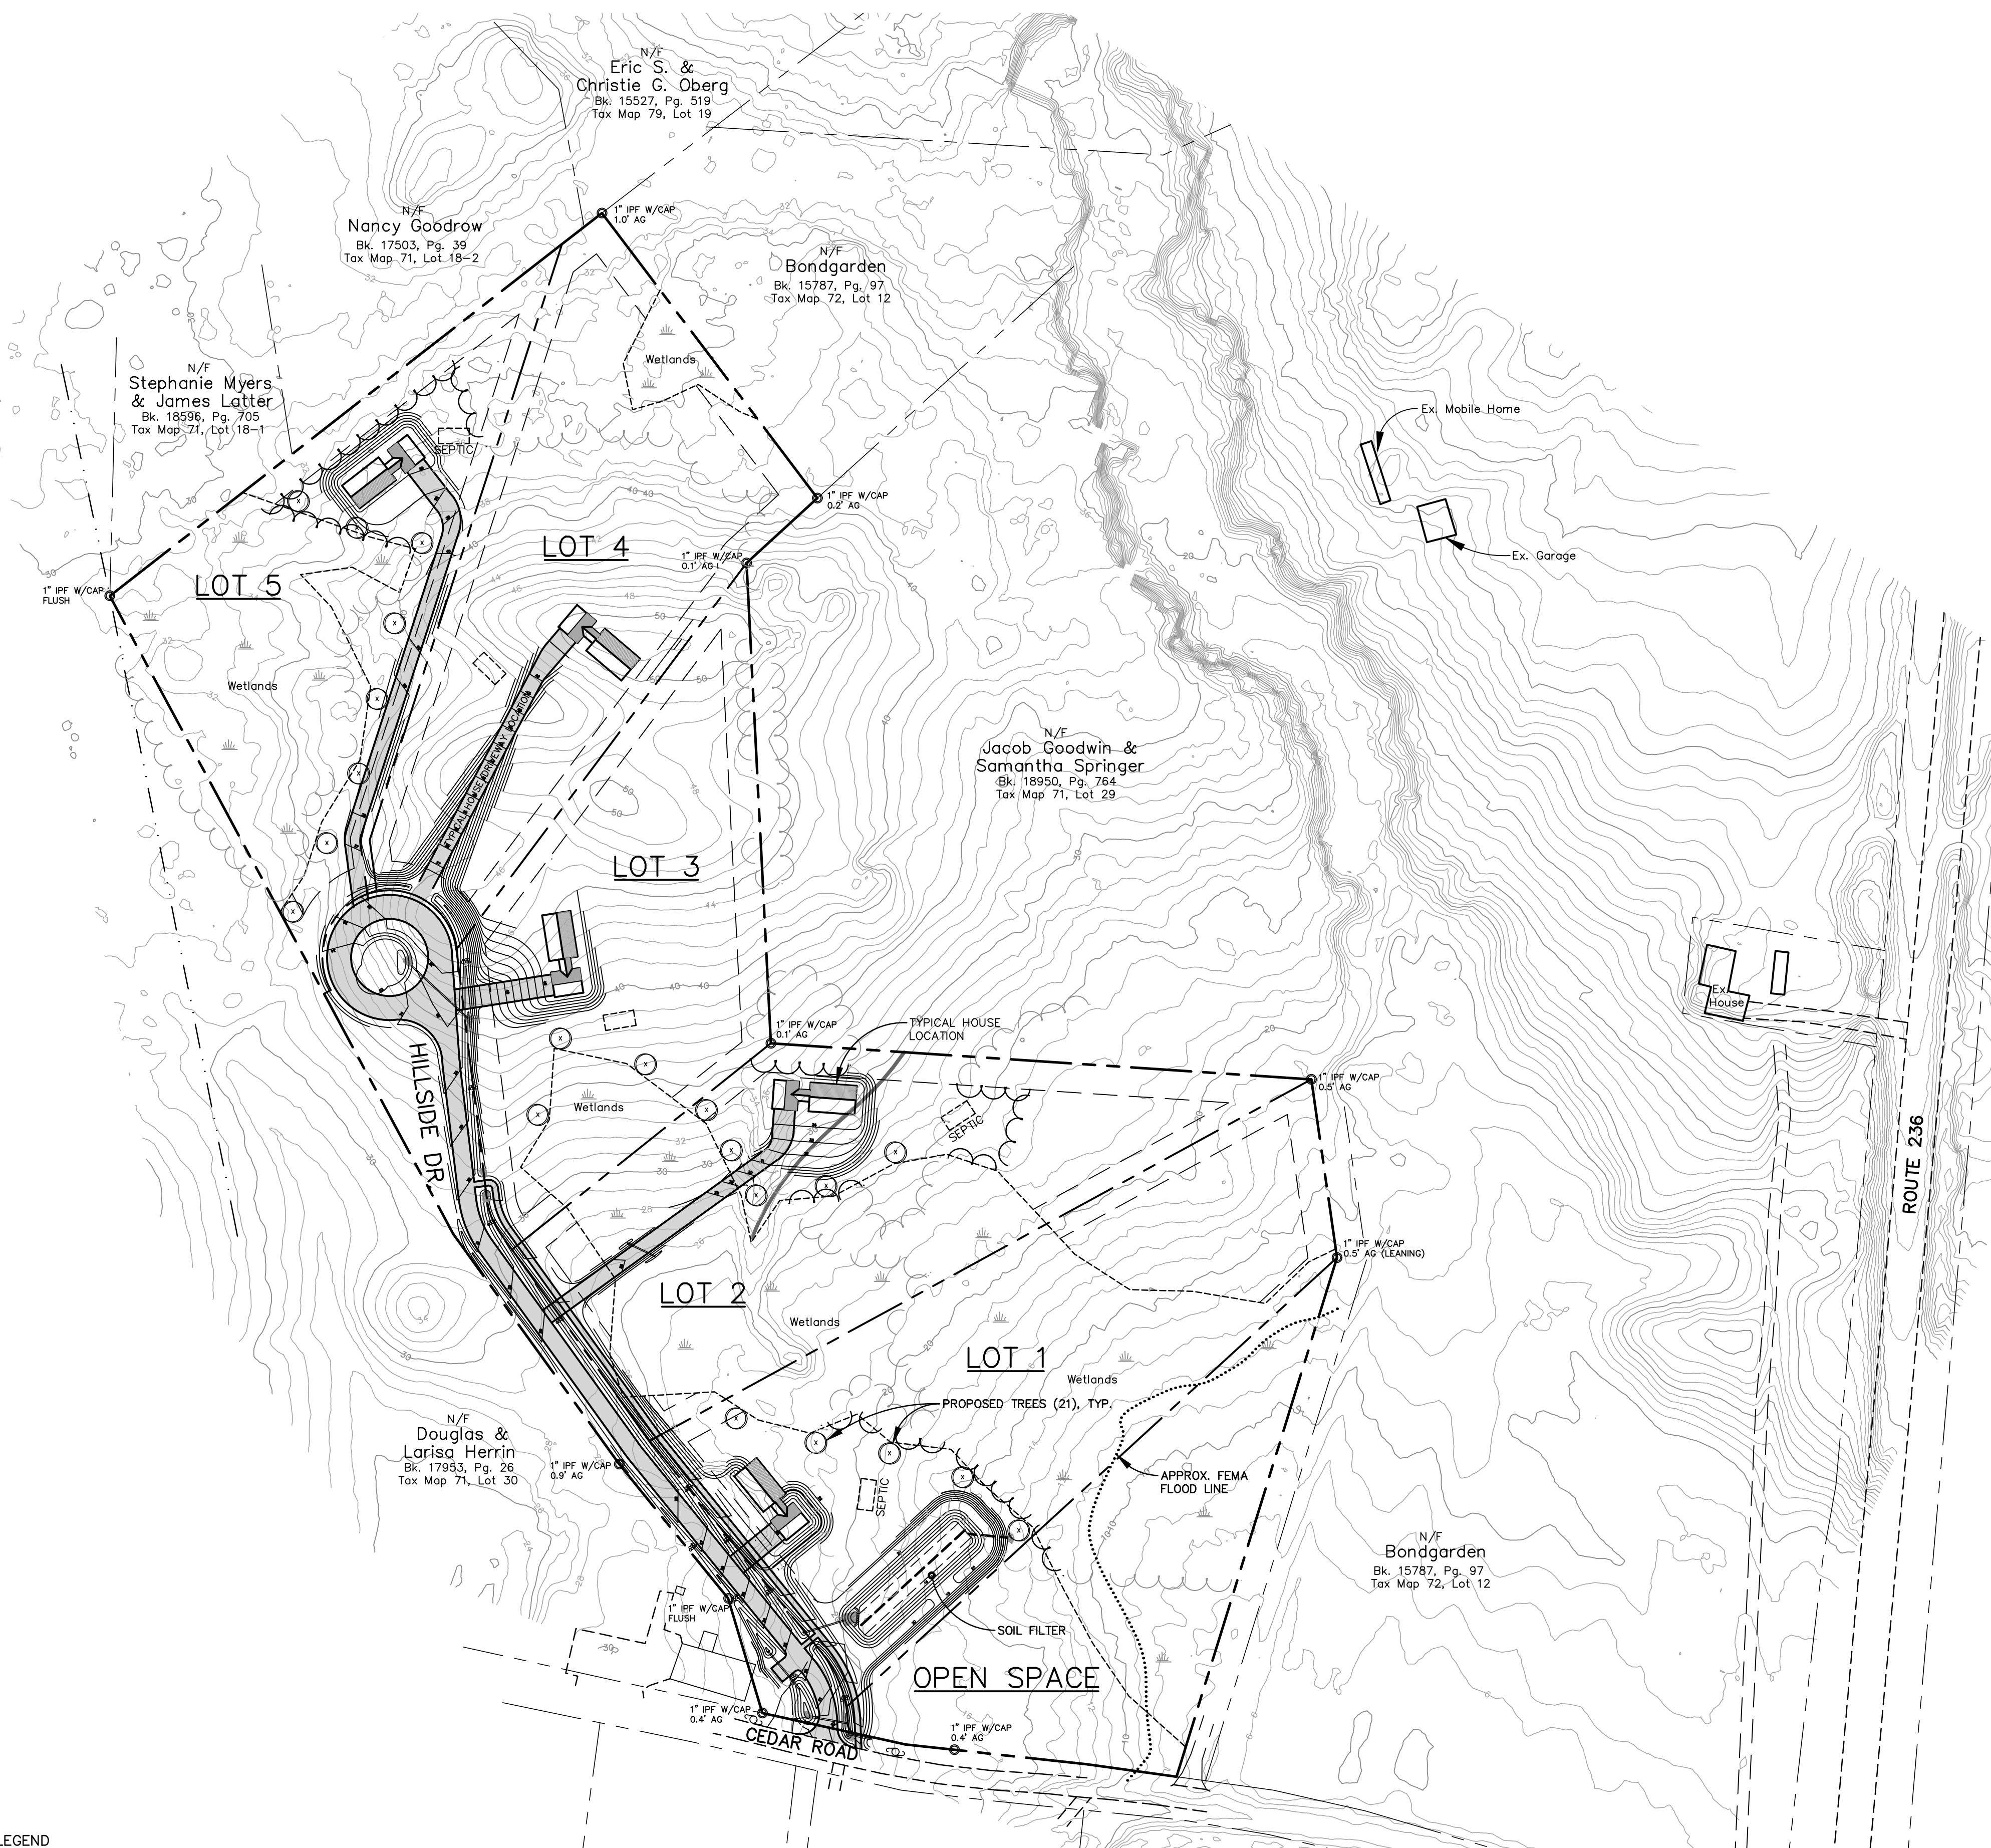 N/F
Eric S. &
Christie G. Oberg
Bk. 15527, Pg. 519
Tax Map 79, Lot 19
N/F
Nancy Goodrow
Bk. 17503, Pg. 39
Tax Map 71, Lot 18-2
1" IPF W/CAP
1.0' AG
N/F
Bondgarden
Bk. 15787, Pg. 97
Tax Map 72, Lot 12
N/F
Stephanie Myers
& James Latter
Bk. 18596, Pg. 705
Tax Map 71, Lot 18-1
Wetlands
Ex. Mobile Home
SEPTIC
1" IPF W/CAP
0.2' AG
LOT 4
1" IPF W/CAP
0.1' AG
Ex. Garage
LOT 5
1" IPF W/CAP
FLUSH
Wetlands
TYPICAL HOUSE/DRIVEWAY LOCATION
N/F
Jacob Goodwin &
Samantha Springer
Bk. 18950, Pg. 764
Tax Map 71, Lot 29
LOT 3
Ex.
House
1" IPF W/CAP
0.1' AG
TYPICAL HOUSE
LOCATION
HILLSIDE DR
1" IPF W/CAP
0.5' AG
Wetlands
SEPTIC
ROUTE 236
1" IPF W/CAP
0.5' AG (LEANING)
LOT 2
Wetlands
LOT 1
Wetlands
PROPOSED TREES (21), TYP.
N/F
Douglas &
Larisa Herrin
Bk. 17953, Pg. 26
Tax Map 71, Lot 30
1" IPF W/CAP
0.9' AG
SEPTIC
APPROX. FEMA
FLOOD LINE
N/F
Bondgarden
Bk. 15787, Pg. 97
Tax Map 72, Lot 12
1" IPF W/CAP
FLUSH
SOIL FILTER
OPEN SPACE
1" IPF W/CAP
0.4' AG
1" IPF W/CAP
0.4' AG
CEDAR ROAD
LEGEND